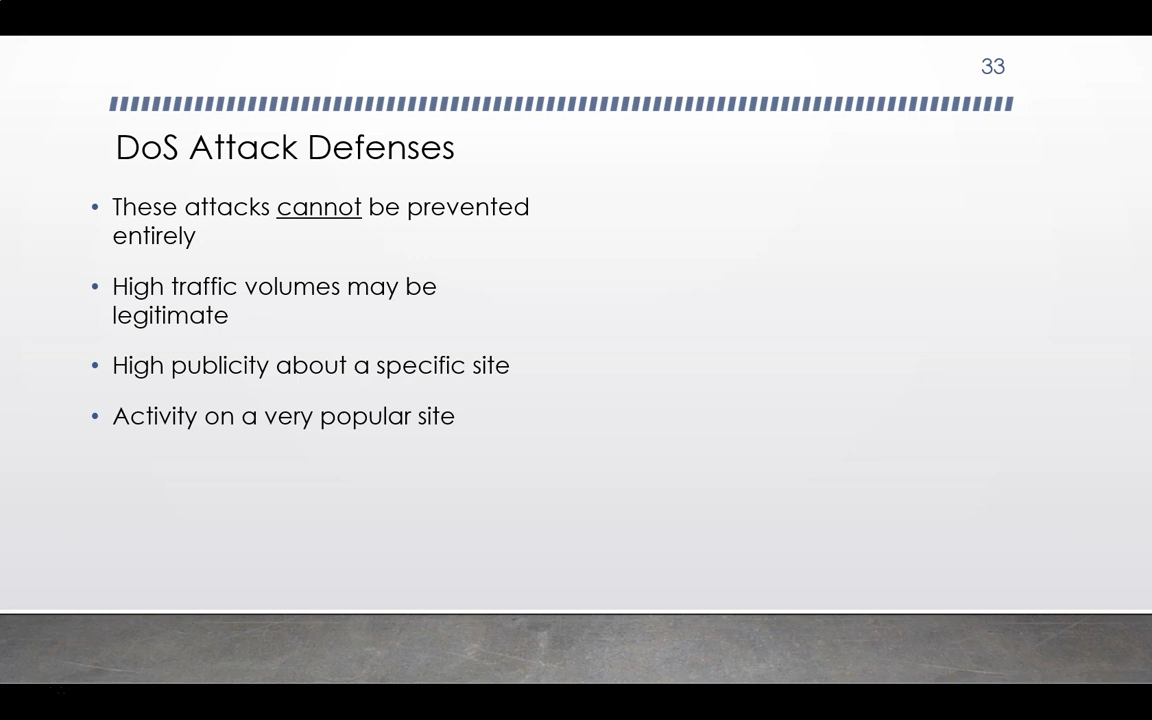 33
DoS Attack Defenses
• These attacks cannot be prevented
entirely
• High traffic volumes may be
legitimate
• High publicity about a specific site
• Activity on a very popular site